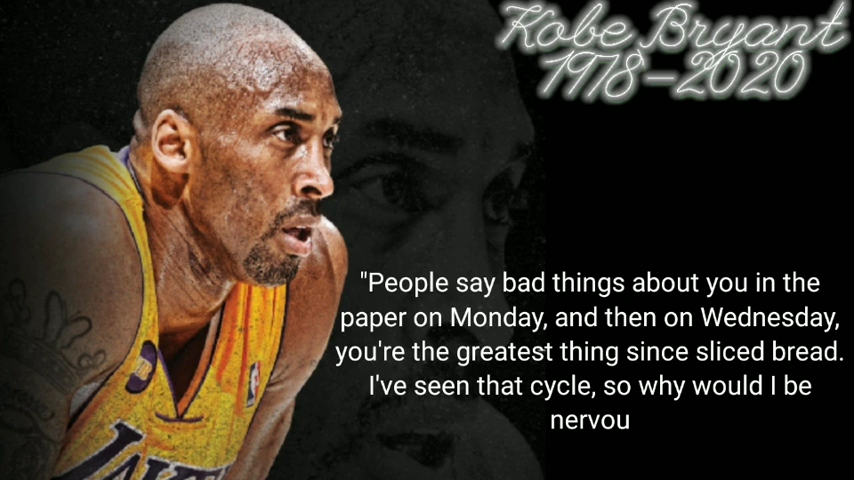 Kobe Bryant
1978-2020
"People say bad things about you in the
paper on Monday, and then on Wednesday,
you're the greatest thing since sliced bread.
I've seen that cycle, so why would I be
nervou